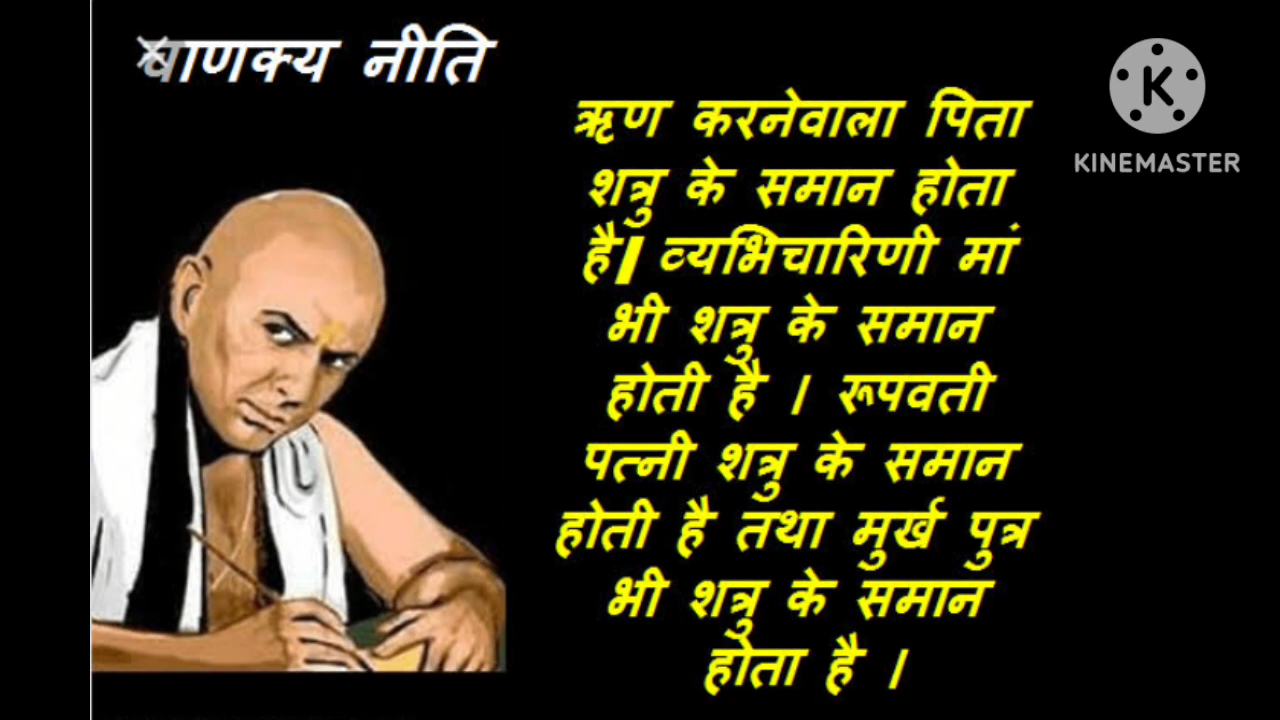 चाणक्य नीति
ऋण करनेवाला पिता
शत्रु के समान होता
है| व्यभिचारिणी मां
भी शत्रु के समान
होती है । रूपवती
पत्नी शत्रु के समान
होती है तथा मुर्ख पुत्र
भी शत्रु के समान
होता है ।
K
KINEMASTER